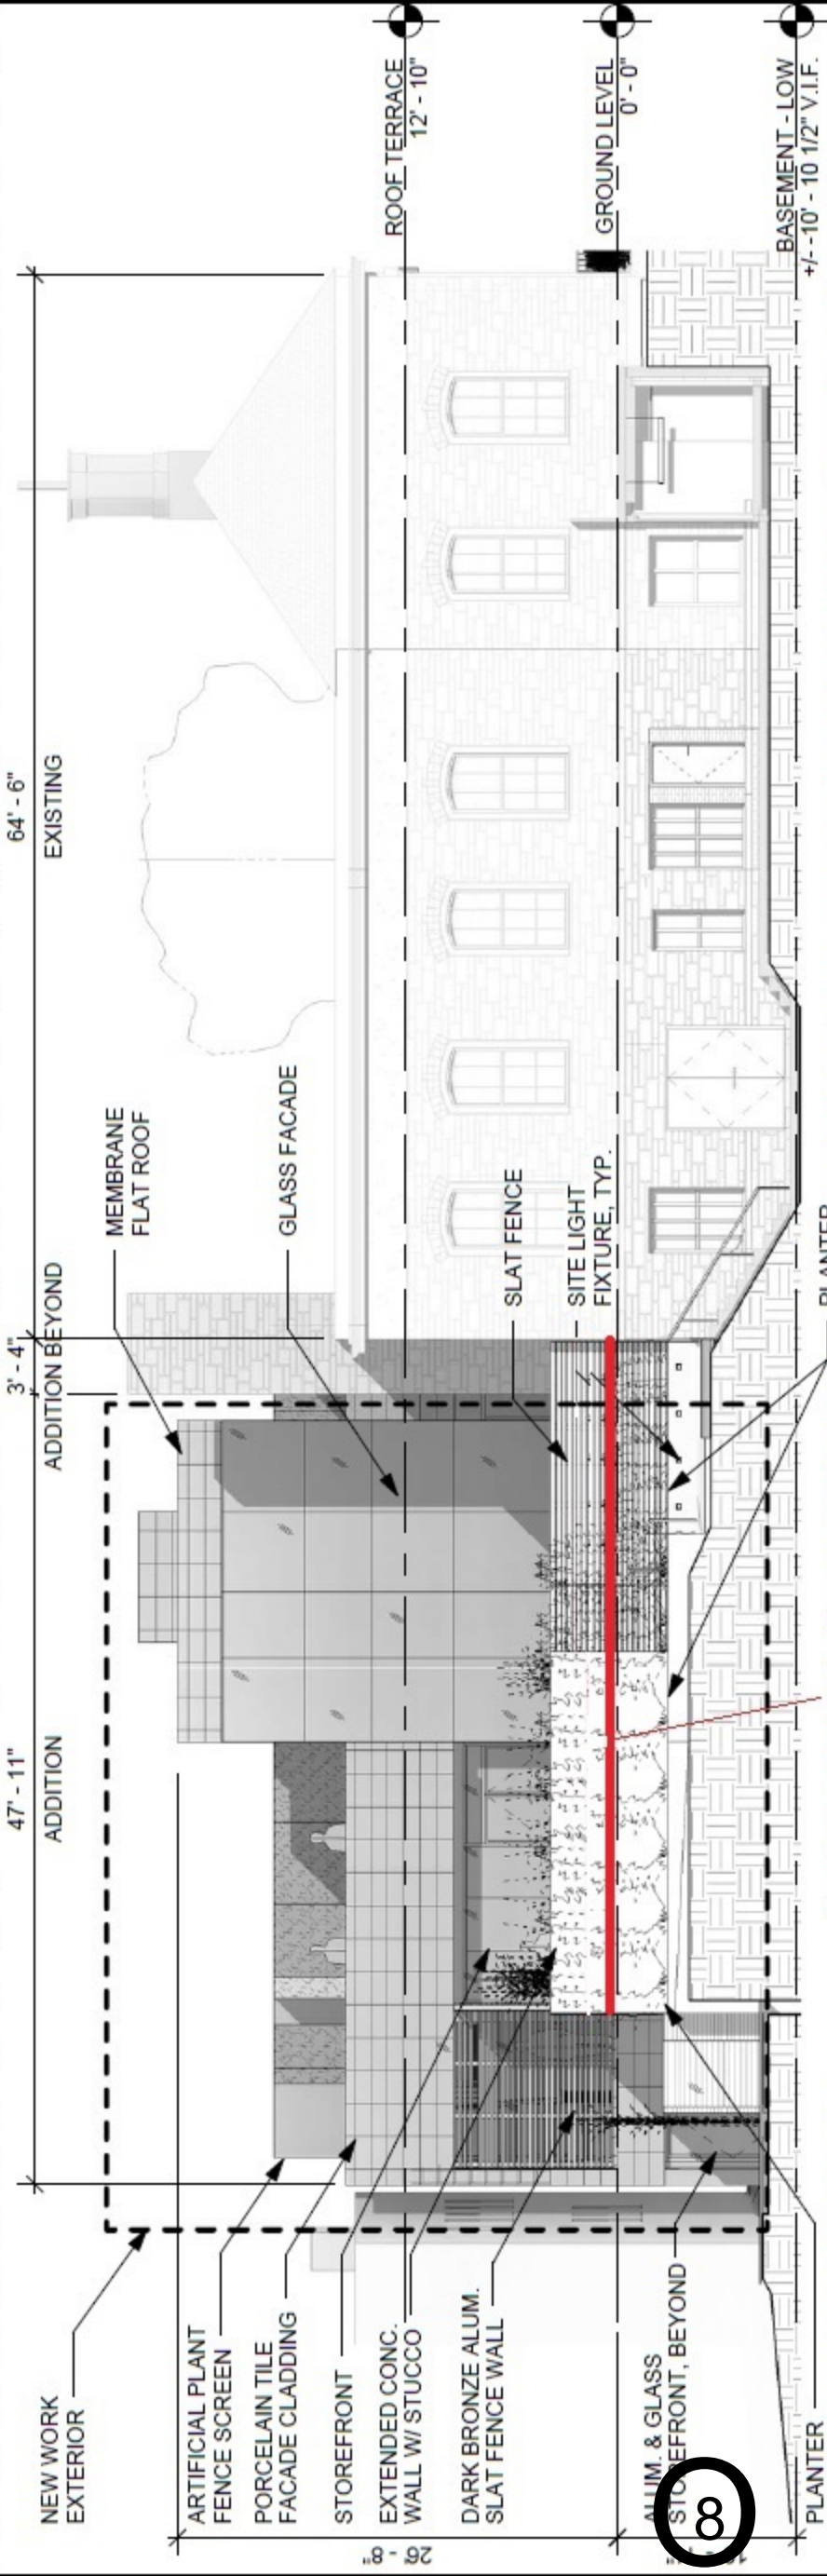 47' - 11"
ADDITION
3' - 4"
ADDITION BEYOND
64' - 6"
EXISTING
NEW WORK
EXTERIOR
ARTIFICIAL PLANT
FENCE SCREEN
PORCELAIN TILE
FACADE CLADDING
STOREFRONT
EXTENDED CONC.
WALL W/ STUCCO
DARK BRONZE ALUM.
SLAT FENCE WALL
ALUM. & GLASS
STOREFRONT, BEYOND
PLANTER
MEMBRANE
FLAT ROOF
GLASS FACADE
SLAT FENCE
SITE LIGHT
FIXTURE, TYP.
PLANTER
ROOF TERRACE
12' - 10"
GROUND LEVEL
0' - 0"
BASEMENT - LOW
+/- -10' - 10 1/2" V.I.F.
26' - 8"
8